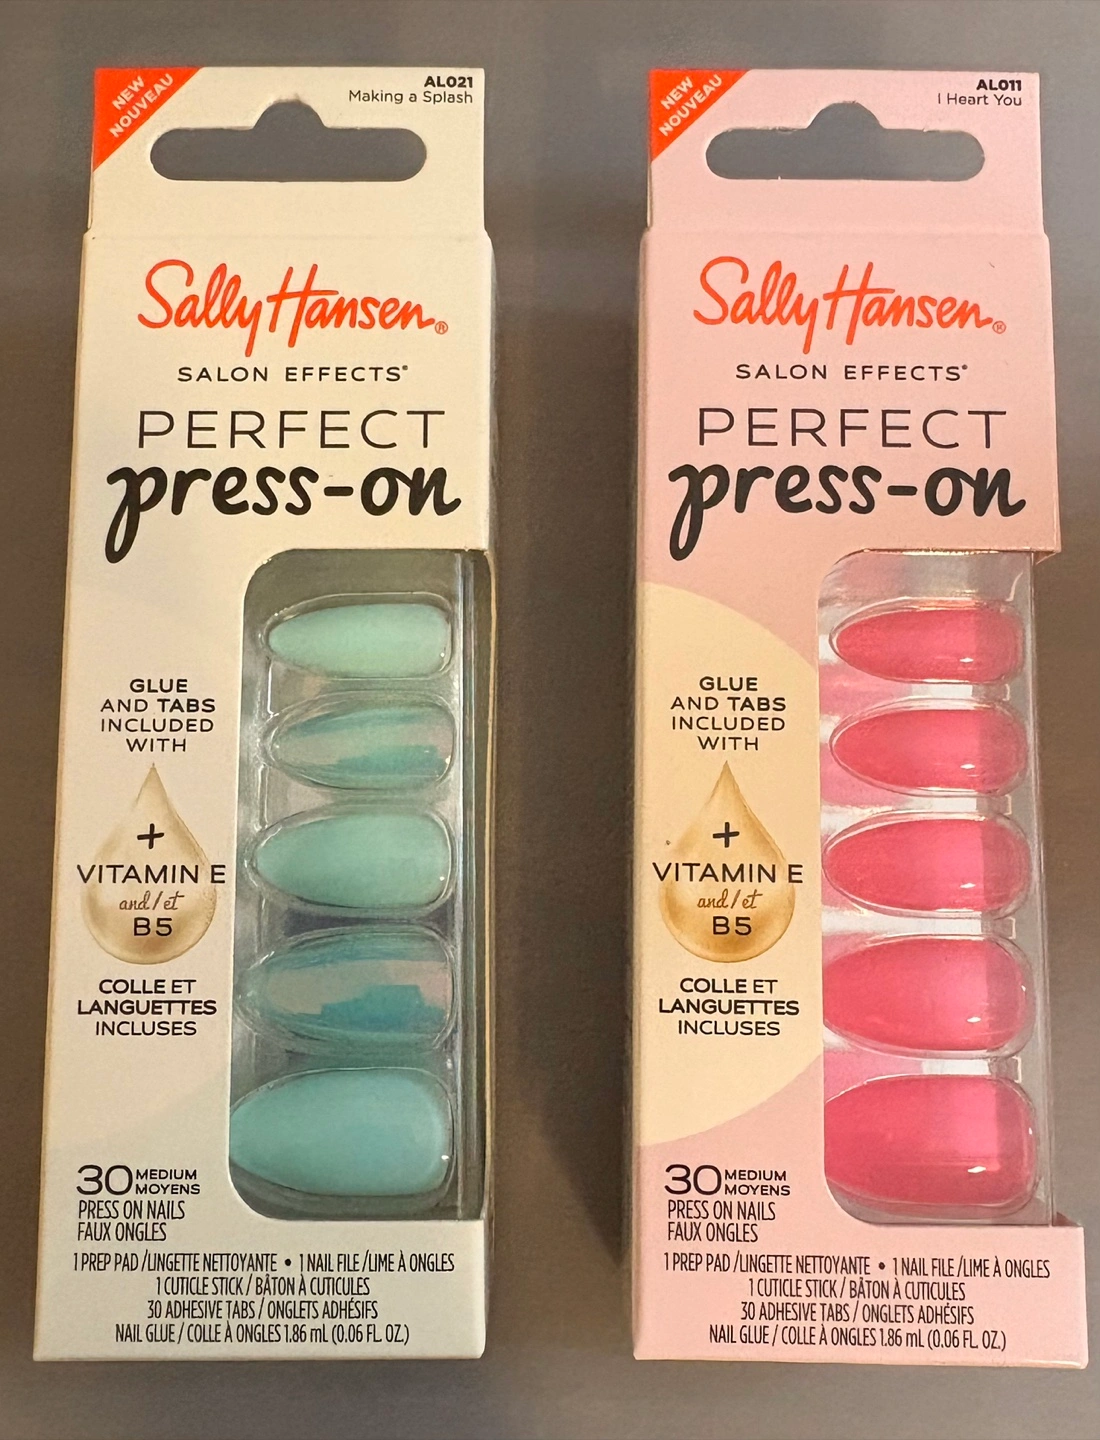 NEW
NOUVEAU
AL021
Making a Splash
Sally Hansen®
SALON EFFECTS®
PERFECT
press-on
GLUE
AND TABS
INCLUDED
WITH
+
VITAMIN E
and/et
B5
COLLE ET
LANGUETTES
INCLUSES
30 MEDIUM
MOYENS
PRESS ON NAILS
FAUX ONGLES
1 PREP PAD /LINGETTE NETTOYANTE • 1 NAIL FILE /LIME À ONGLES
1 CUTICLE STICK / BÂTON À CUTICULES
30 ADHESIVE TABS / ONGLETS ADHÉSIFS
NAIL GLUE / COLLE À ONGLES 1.86 mL (0.06 FL. OZ.)
NEW
NOUVEAU
AL011
I Heart You
Sally Hansen®
SALON EFFECTS®
PERFECT
press-on
GLUE
AND TABS
INCLUDED
WITH
+
VITAMIN E
and/et
B5
COLLE ET
LANGUETTES
INCLUSES
30 MEDIUM
MOYENS
PRESS ON NAILS
FAUX ONGLES
1 PREP PAD /LINGETTE NETTOYANTE • 1 NAIL FILE /LIME À ONGLES
1 CUTICLE STICK / BÂTON À CUTICULES
30 ADHESIVE TABS / ONGLETS ADHÉSIFS
NAIL GLUE / COLLE À ONGLES 1.86 mL (0.06 FL. OZ.)